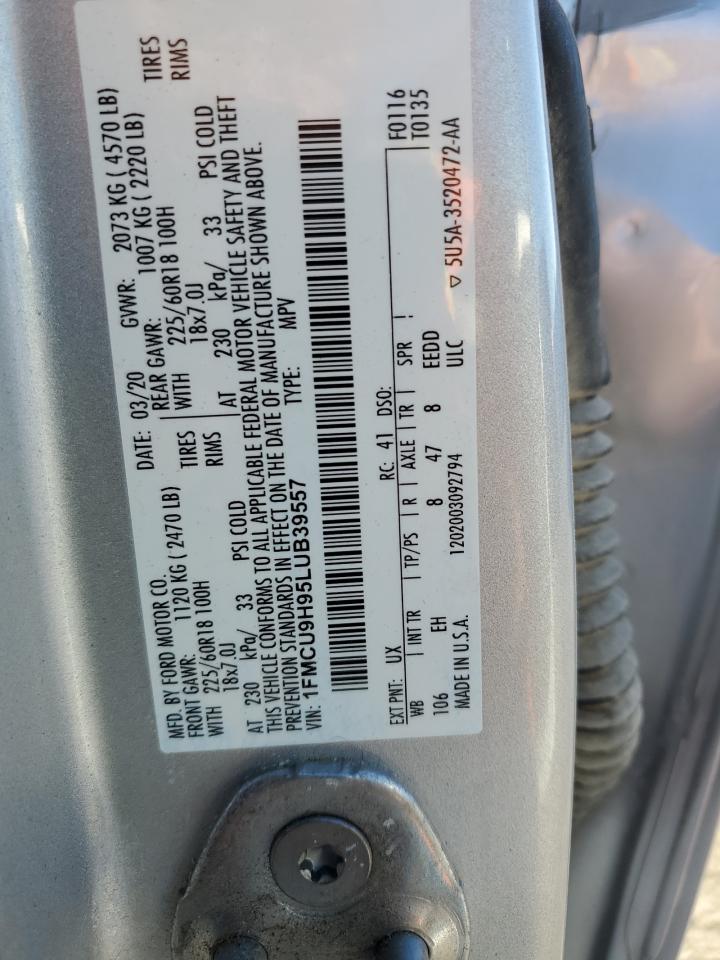 MFD. BY FORD MOTOR CO.
DATE: 03/20 GVWR: 2073 KG ( 4570 LB)
FRONT GAWR: 1120 KG ( 2470 LB) REAR GAWR: 1007 KG ( 2220 LB)
WITH 225/60R18 100H TIRES WITH 225/60R18 100H TIRES
18x7.0J RIMS 18x7.0J RIMS
AT 230 kPa/ 33 PSI COLD AT 230 kPa/ 33 PSI COLD
THIS VEHICLE CONFORMS TO ALL APPLICABLE FEDERAL MOTOR VEHICLE SAFETY AND THEFT
PREVENTION STANDARDS IN EFFECT ON THE DATE OF MANUFACTURE SHOWN ABOVE.
VIN: 1FMCU9H95LUB39557 TYPE: MPV
F0116
T0135
EXT PNT: UX RC: 41 DSO:
WB INT TR TP/PS R AXLE TR SPR !
106 EH 8 47 8 EEDD
ULC
MADE IN U.S.A. 1202003092794
▽ 5U5A-3520472-AA